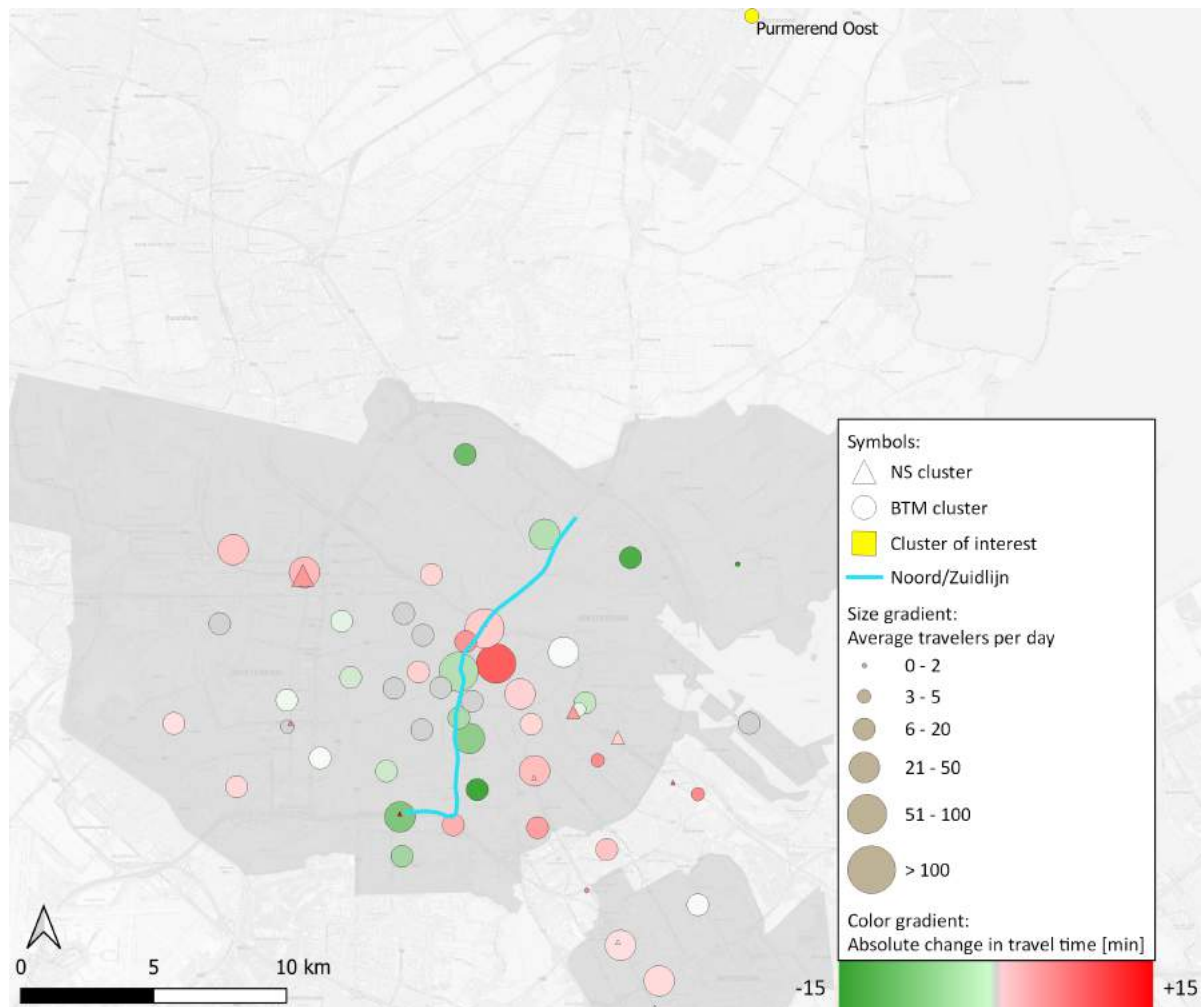 Purmerend Oost
Symbols:
NS cluster
BTM cluster
Cluster of interest
Noord/Zuidlijn
Size gradient:
Average travelers per day
0 - 2
3 - 5
6 - 20
21 - 50
51 - 100
> 100
Color gradient:
Absolute change in travel time [min]
-15
+15
0
5
10 km